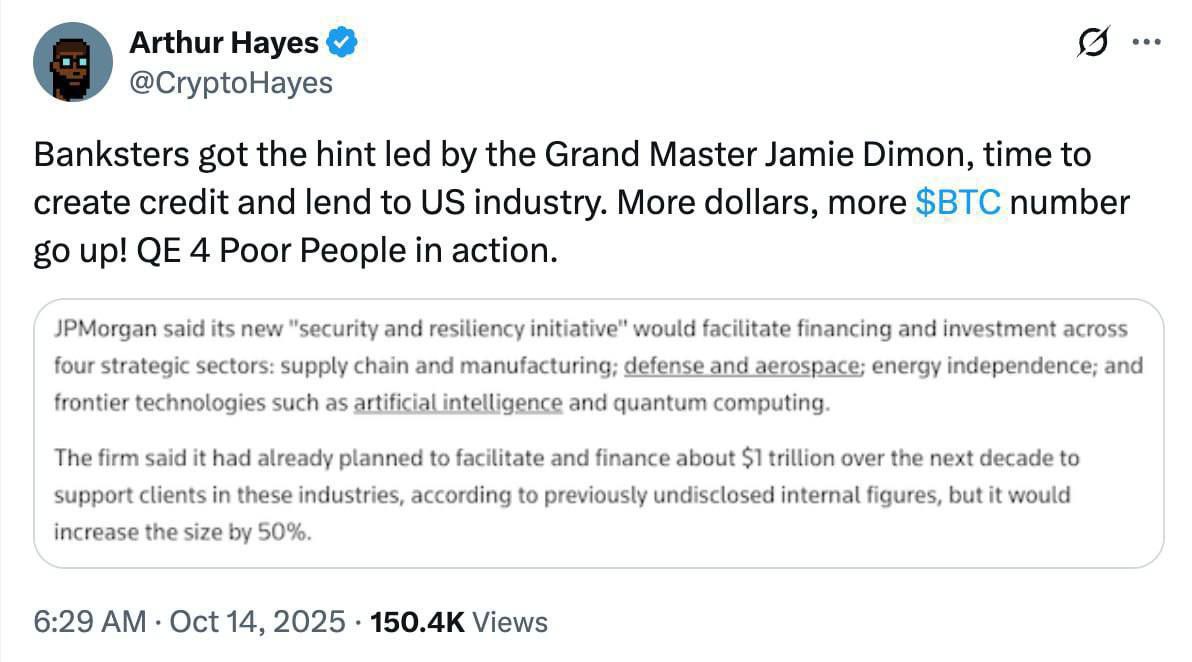 Arthur Hayes
@CryptoHayes
Banksters got the hint led by the Grand Master Jamie Dimon, time to
create credit and lend to US industry. More dollars, more $BTC number
go up! QE 4 Poor People in action.
JPMorgan said its new "security and resiliency initiative" would facilitate financing and investment across
four strategic sectors: supply chain and manufacturing; defense and aerospace; energy independence; and
frontier technologies such as artificial intelligence and quantum computing.
The firm said it had already planned to facilitate and finance about $1 trillion over the next decade to
support clients in these industries, according to previously undisclosed internal figures, but it would
increase the size by 50%.
6:29 AM · Oct 14, 2025 · 150.4K Views